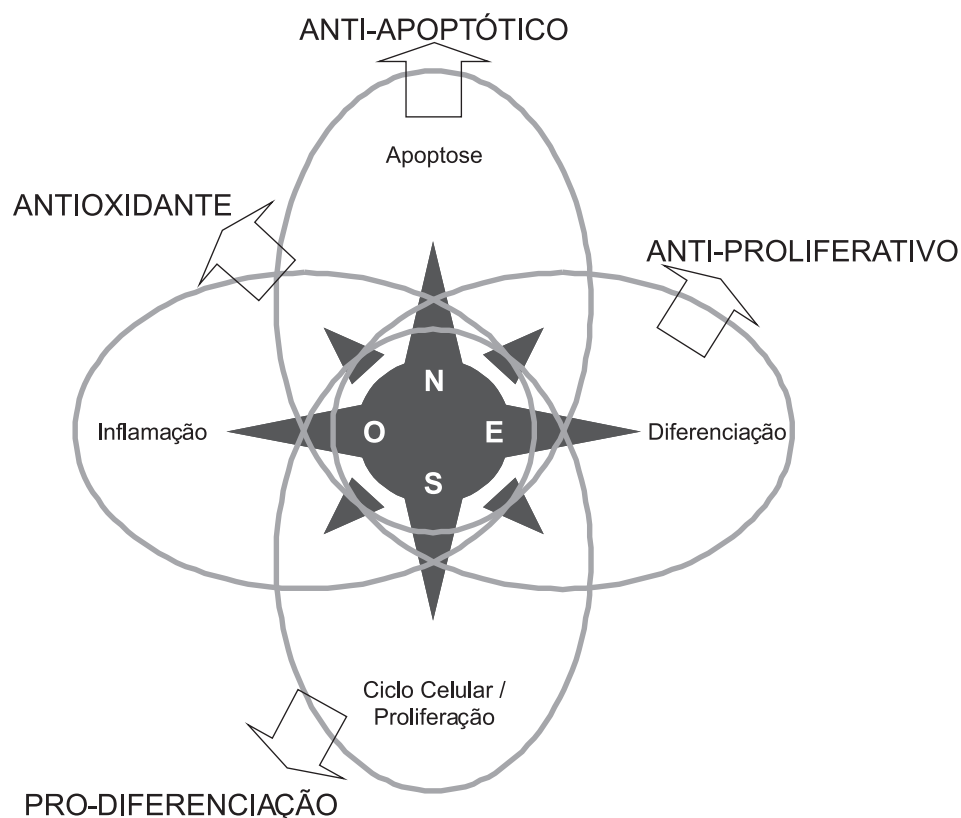 ANTI-APOPTÓTICO
Apoptose
ANTIOXIDANTE
ANTI-PROLIFERATIVO
N
Inflamação
O
E
Diferenciação
S
Ciclo Celular /
Proliferação
PRO-DIFERENCIAÇÃO